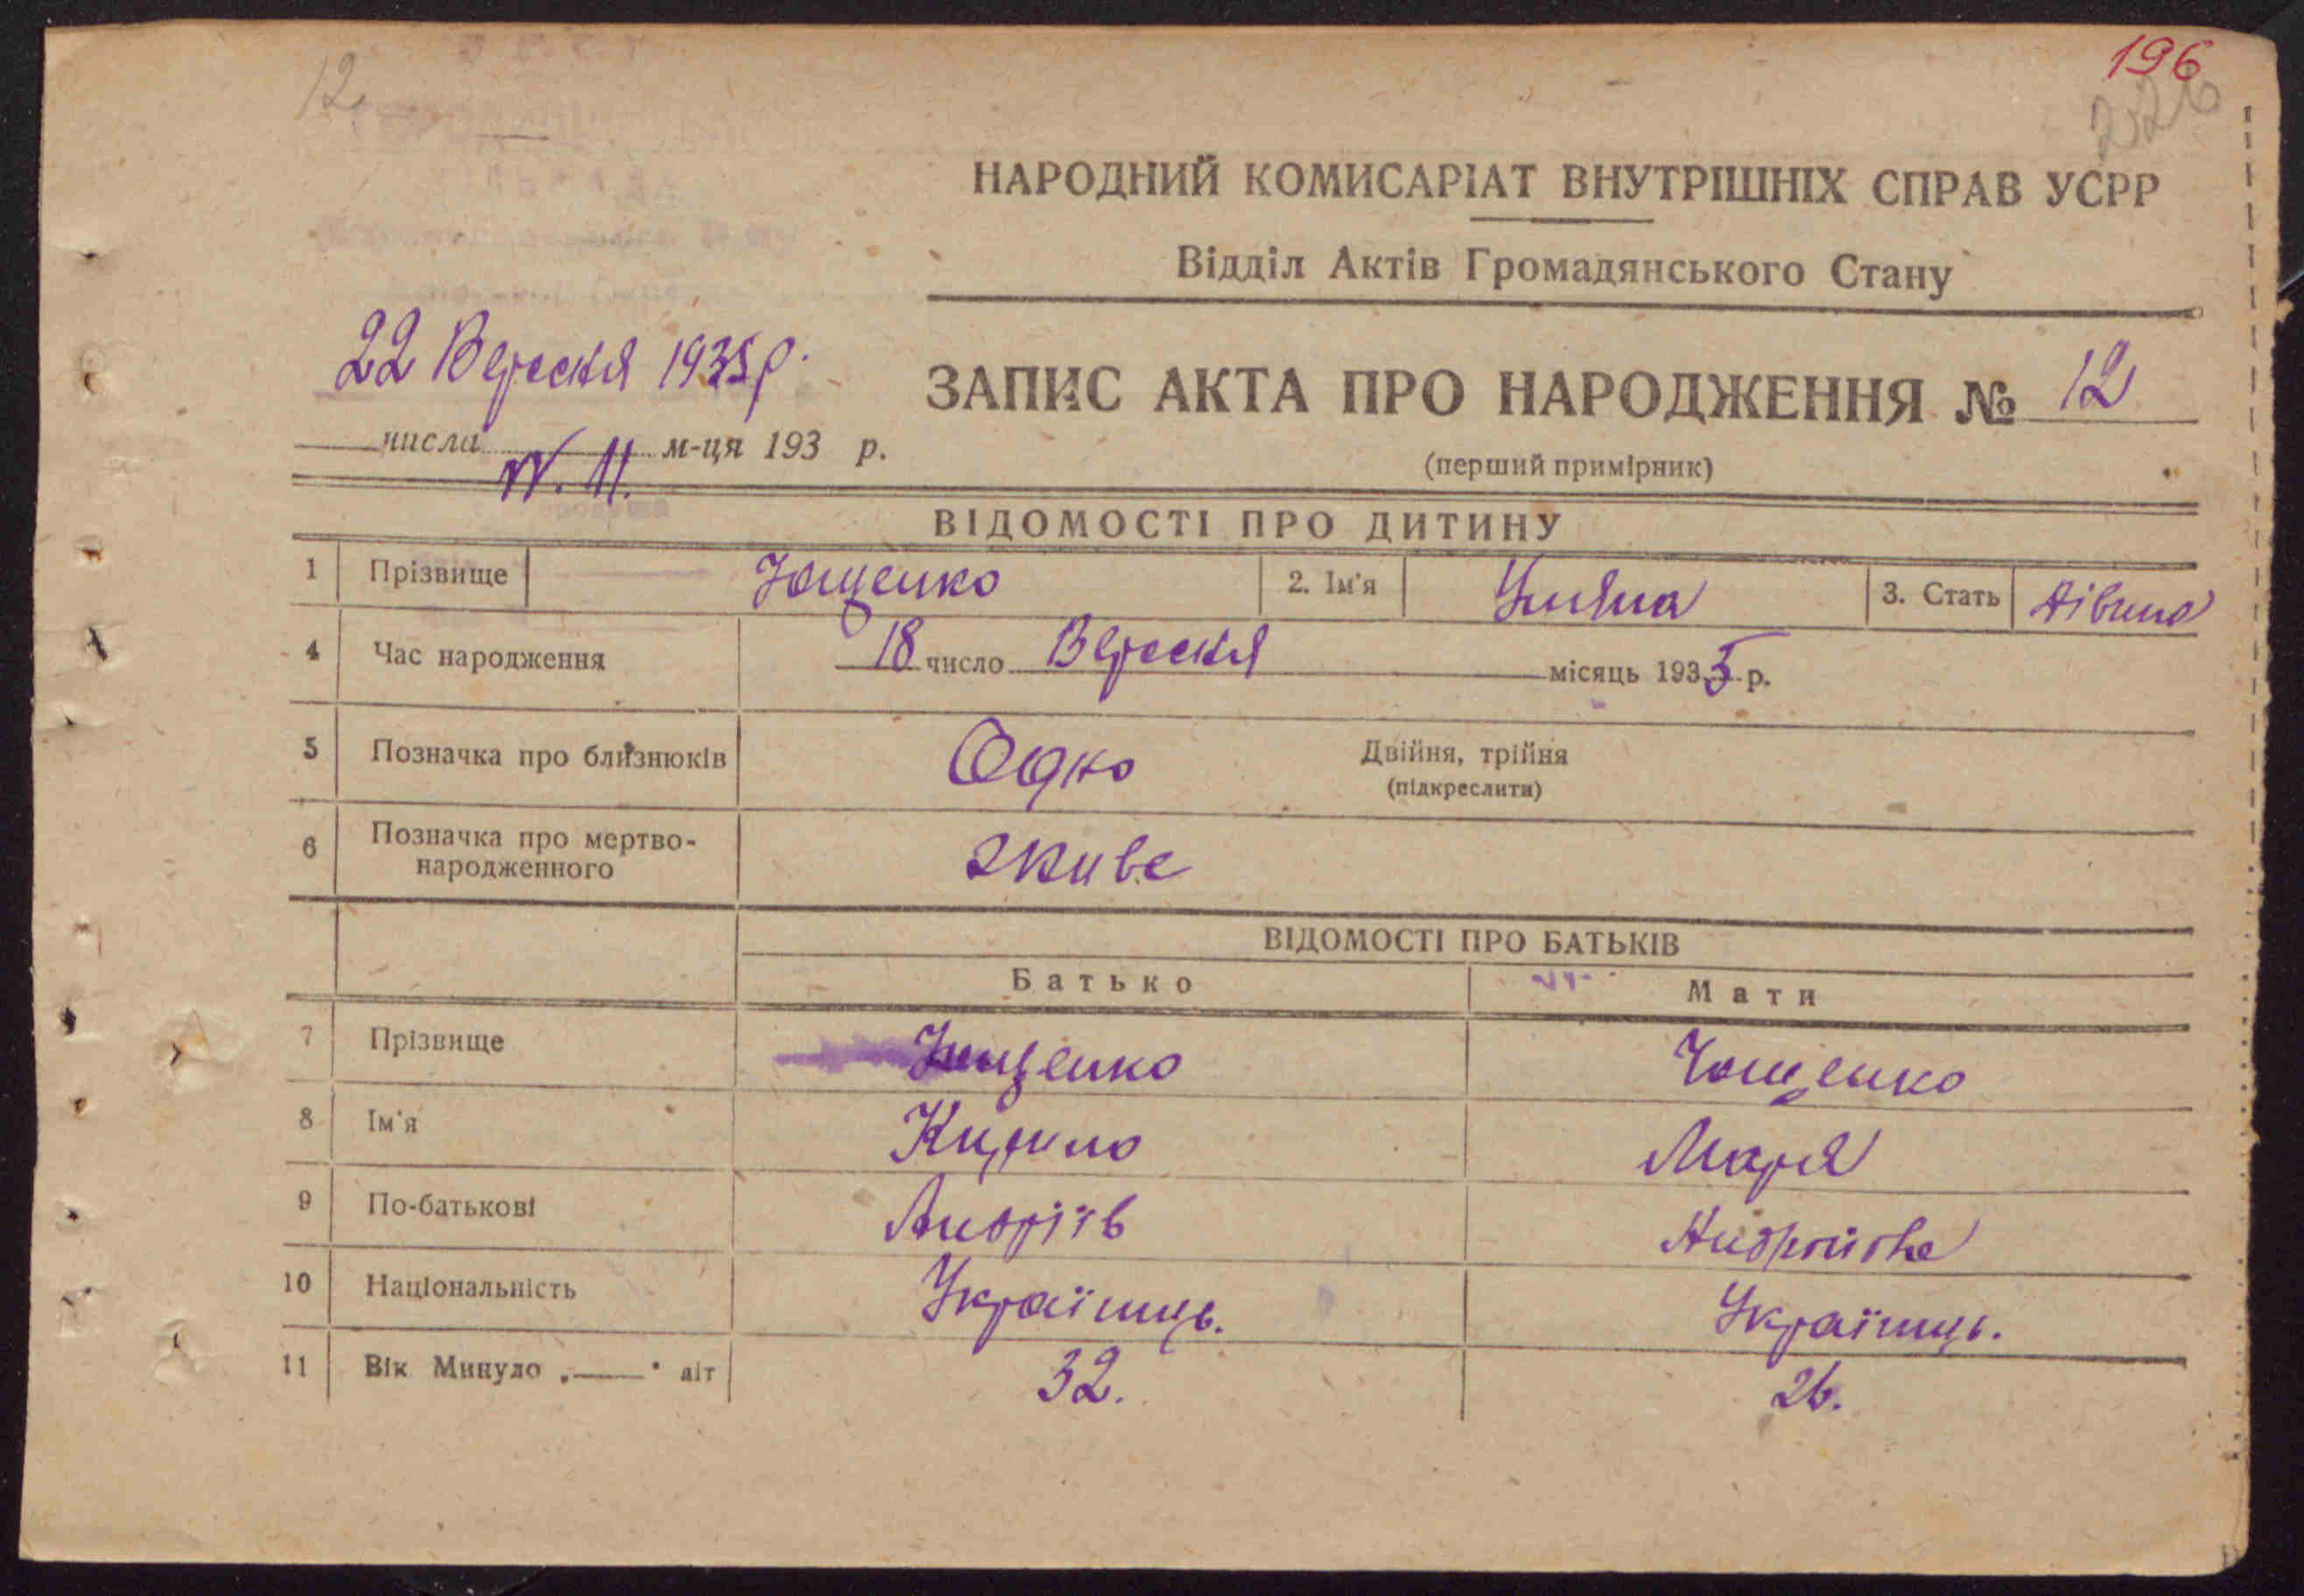 12
196
226
НАРОДНИЙ КОМИСАРІАТ ВНУТРІШНІХ СПРАВ УСРР
Відділ Актів Громадянського Стану
22 Вересня 1935 р.
ЗАПИС АКТА ПРО НАРОДЖЕННЯ № 12
числа м-ця 193 р.
(перший примірник)
ВІДОМОСТІ ПРО ДИТИНУ
1 Прізвище Ющенко 2. Ім'я 3. Стать Дівчина
4 Час народження 18 число Вересня місяць 1935 р.
5 Позначка про близнюків Одно Двійня, трійня
(підкреслити)
6 Позначка про мертво-
народженного живе
ВІДОМОСТІ ПРО БАТЬКІВ
Батько Мати
7 Прізвище Ющенко Ющенко
8 Ім'я Кирило Марія
9 По-батькові Андріїв
10 Національність Українець. Українець.
11 Вік Минуло „——" літ 32. 26.